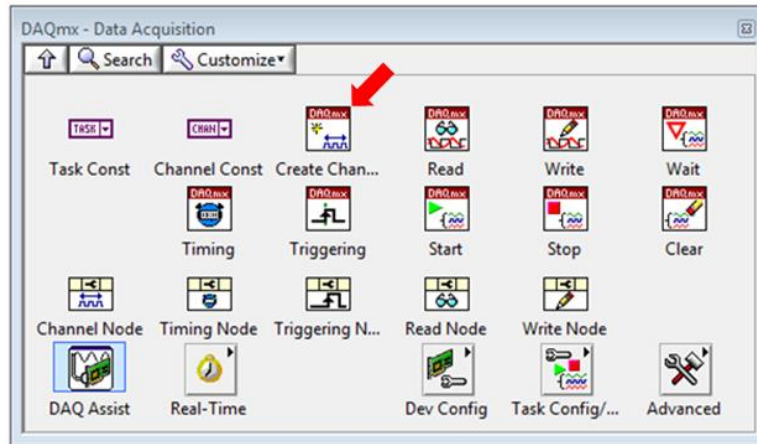 DAQmx - Data Acquisition
Search Customize
TASK CHAN DAQmx DAQmx DAQmx DAQmx
Task Const Channel Const Create Chan... Read Write Wait
DAQmx DAQmx DAQmx DAQmx DAQmx
Timing Triggering Start Stop Clear
Channel Node Timing Node Triggering N... Read Node Write Node
DAQ Assist Real-Time Dev Config Task Config/... Advanced